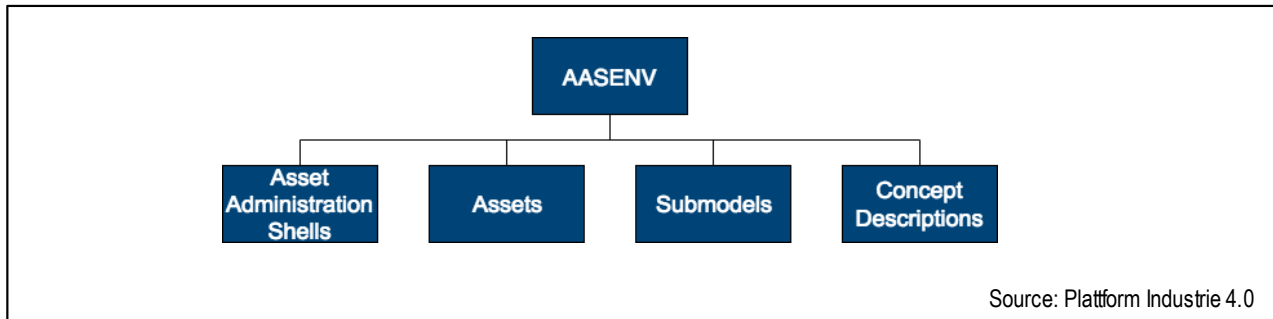 AASENV
Asset
Administration
Shells
Assets
Submodels
Concept
Descriptions
Source: Plattform Industrie 4.0